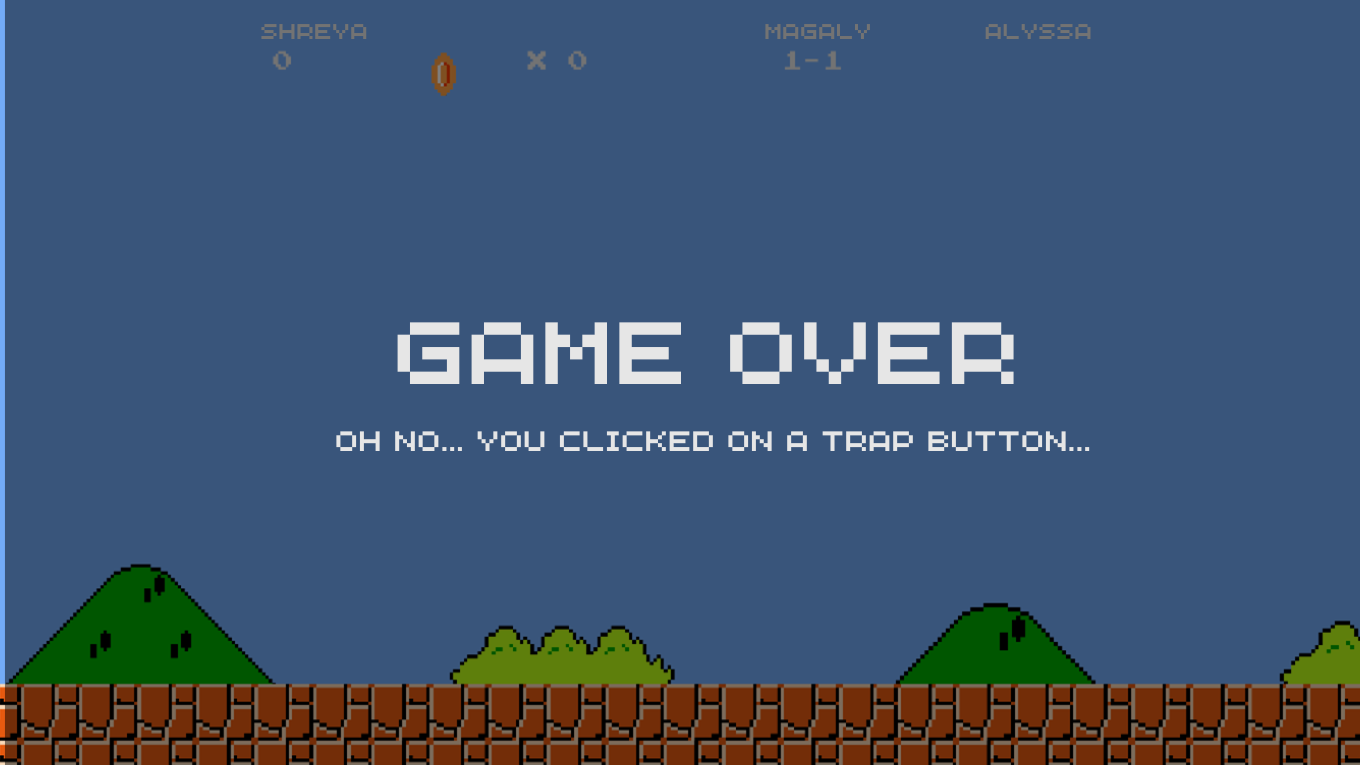 SHREYA MAGALY ALYSSA
0 × 0 1-1
GAME OVER
OH NO... YOU CLICKED ON A TRAP BUTTON...